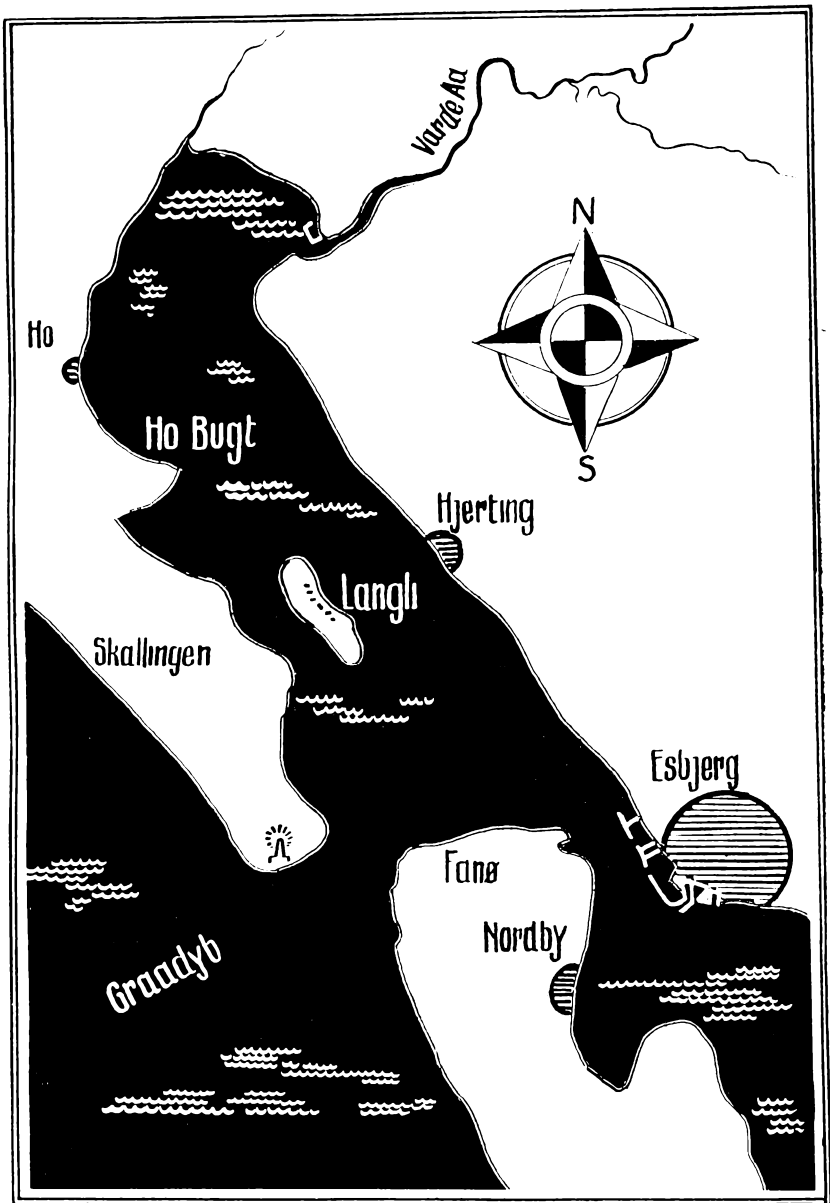 Varde Aa
N
Ho
Ho Bugt
S
Hjerting
Langli
Skallingen
Esbjerg
Fanø
Nordby
Graadyb